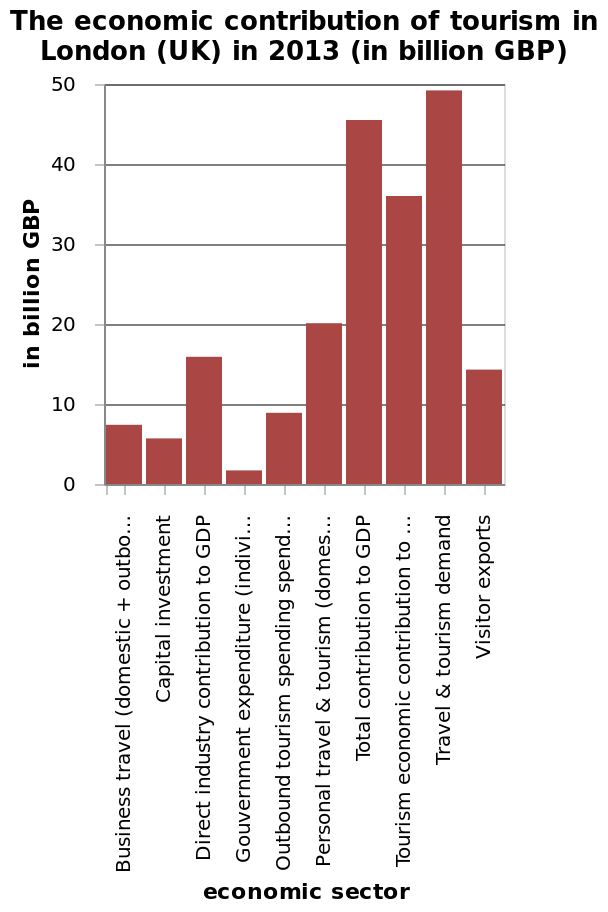 The economic contribution of tourism in
London (UK) in 2013 (in billion GBP)
in billion GBP
50
40
30
20
10
0
Business travel (domestic + outbo...
Capital investment
Direct industry contribution to GDP
Gouvernment expenditure (indivi...
Outbound tourism spending spend...
Personal travel & tourism (domes...
Total contribution to GDP
Tourism economic contribution to ...
Travel & tourism demand
Visitor exports
economic sector